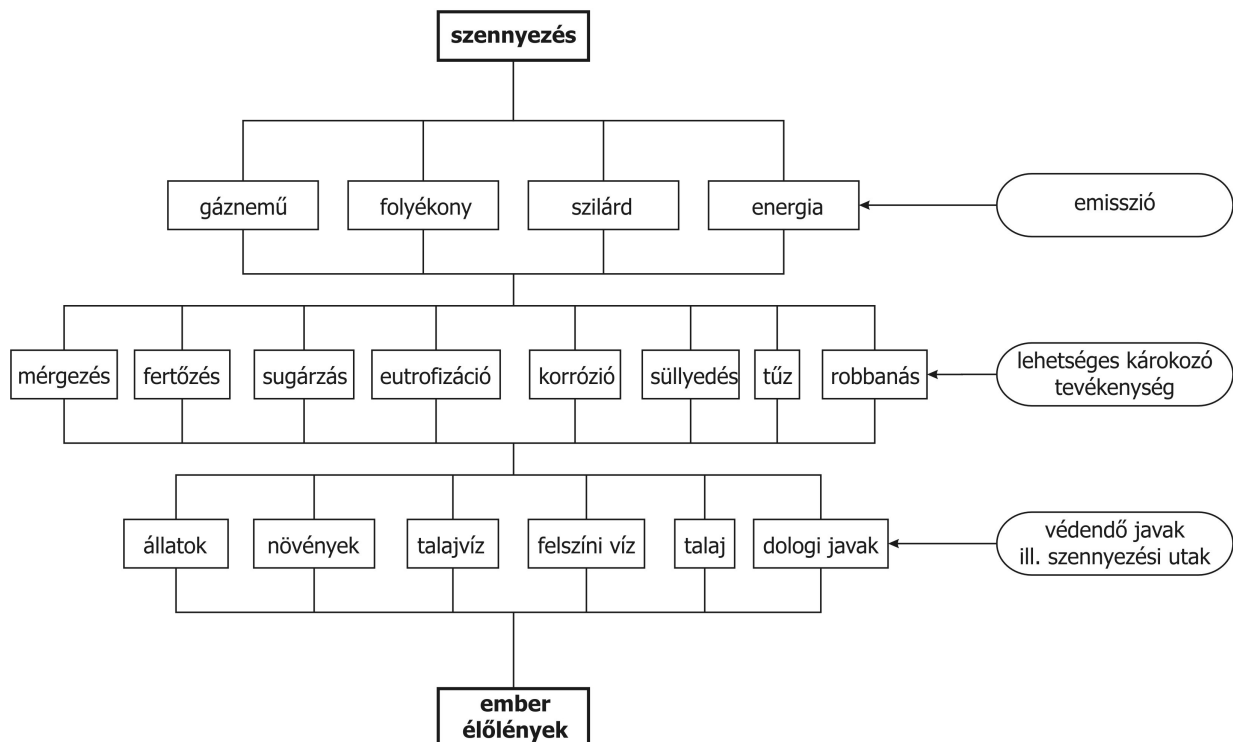 szennyezés
gáznemű
folyékony
szilárd
energia
emisszió
mérgezés
fertőzés
sugárzás
eutrofizáció
korrózió
süllyedés
tűz
robbanás
lehetséges károkozó
tevékenység
állatok
növények
talajvíz
felszíni víz
talaj
dologi javak
védendő javak
ill. szennyezési utak
ember
élőlények